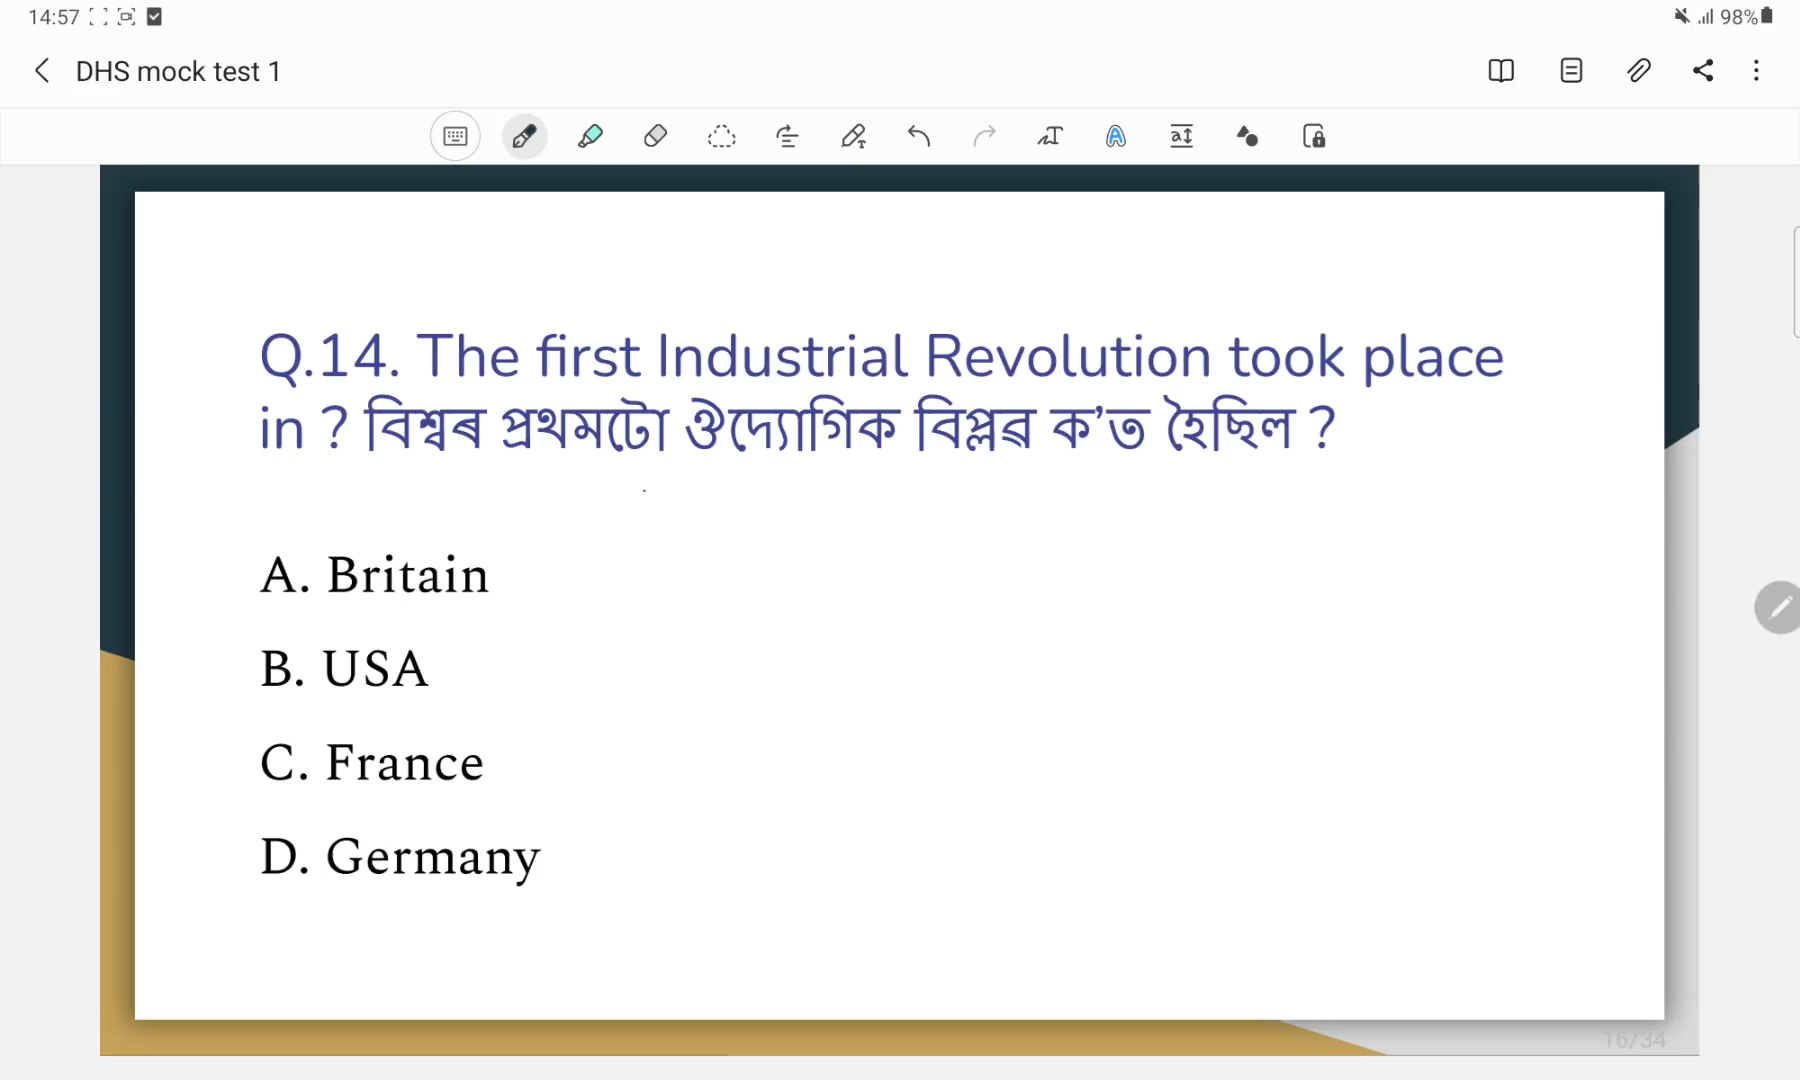 14:57
98%
DHS mock test 1
Q.14. The first Industrial Revolution took place
in ? বিশ্বৰ প্ৰথমটো ঔদ্যোগিক বিপ্লৱ ক’ত হৈছিল ?
A. Britain
B. USA
C. France
D. Germany
16/34